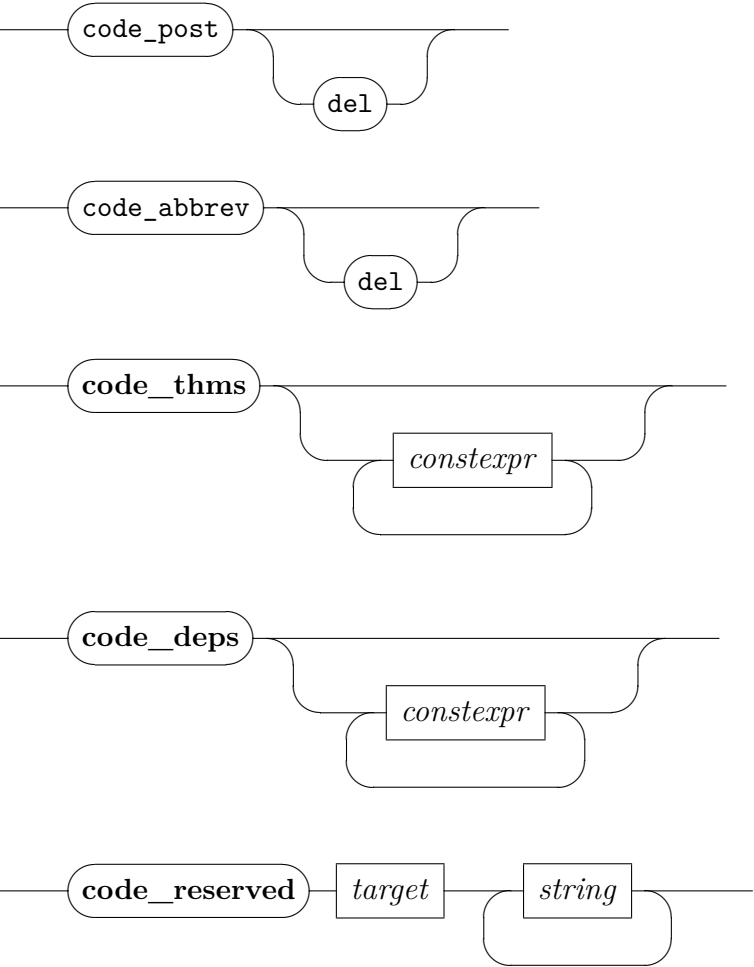 code_post
del
code_abbrev
del
code_thms
constexpr
code_deps
constexpr
code_reserved target string